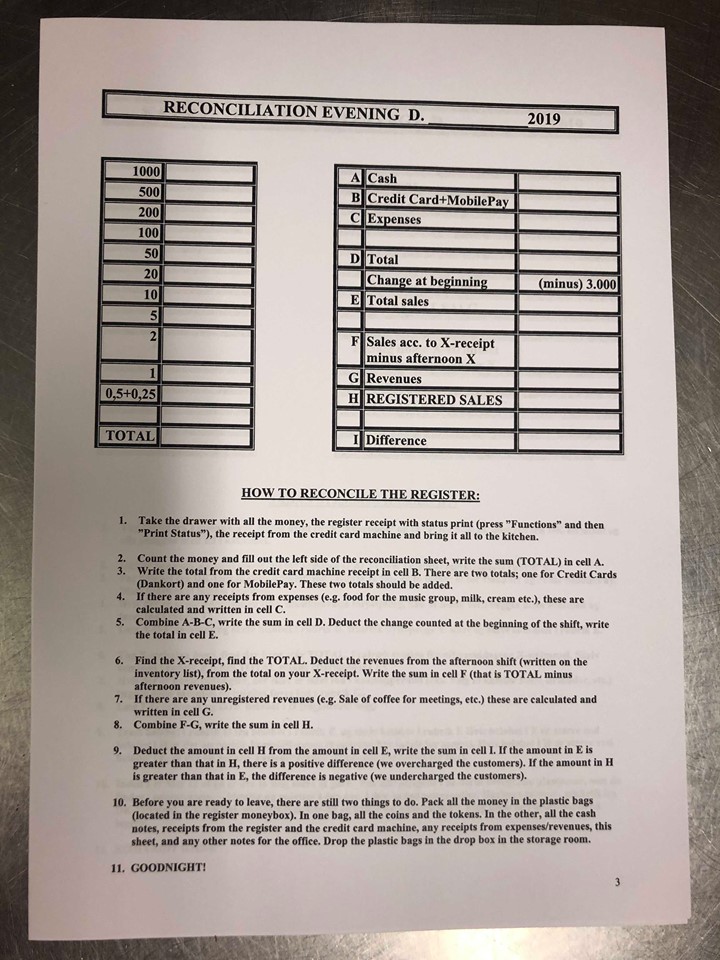 RECONCILIATION EVENING D. ____________2019
1000
500
200
100
50
20
10
5
2
1
0,5+0,25
TOTAL
A Cash
B Credit Card+MobilePay
C Expenses
D Total
Change at beginning (minus) 3.000
E Total sales
F Sales acc. to X-receipt
minus afternoon X
G Revenues
H REGISTERED SALES
I Difference
HOW TO RECONCILE THE REGISTER:
1. Take the drawer with all the money, the register receipt with status print (press "Functions" and then
"Print Status"), the receipt from the credit card machine and bring it all to the kitchen.
2. Count the money and fill out the left side of the reconciliation sheet, write the sum (TOTAL) in cell A.
3. Write the total from the credit card machine receipt in cell B. There are two totals; one for Credit Cards
(Dankort) and one for MobilePay. These two totals should be added.
4. If there are any receipts from expenses (e.g. food for the music group, milk, cream etc.), these are
calculated and written in cell C.
5. Combine A-B-C, write the sum in cell D. Deduct the change counted at the beginning of the shift, write
the total in cell E.
6. Find the X-receipt, find the TOTAL. Deduct the revenues from the afternoon shift (written on the
inventory list), from the total on your X-receipt. Write the sum in cell F (that is TOTAL minus
afternoon revenues).
7. If there are any unregistered revenues (e.g. Sale of coffee for meetings, etc.) these are calculated and
written in cell G.
8. Combine F-G, write the sum in cell H.
9. Deduct the amount in cell H from the amount in cell E, write the sum in cell I. If the amount in E is
greater than that in H, there is a positive difference (we overcharged the customers). If the amount in H
is greater than that in E, the difference is negative (we undercharged the customers).
10. Before you are ready to leave, there are still two things to do. Pack all the money in the plastic bags
(located in the register moneybox). In one bag, all the coins and the tokens. In the other, all the cash
notes, receipts from the register and the credit card machine, any receipts from expenses/revenues, this
sheet, and any other notes for the office. Drop the plastic bags in the drop box in the storage room.
11. GOODNIGHT!
3